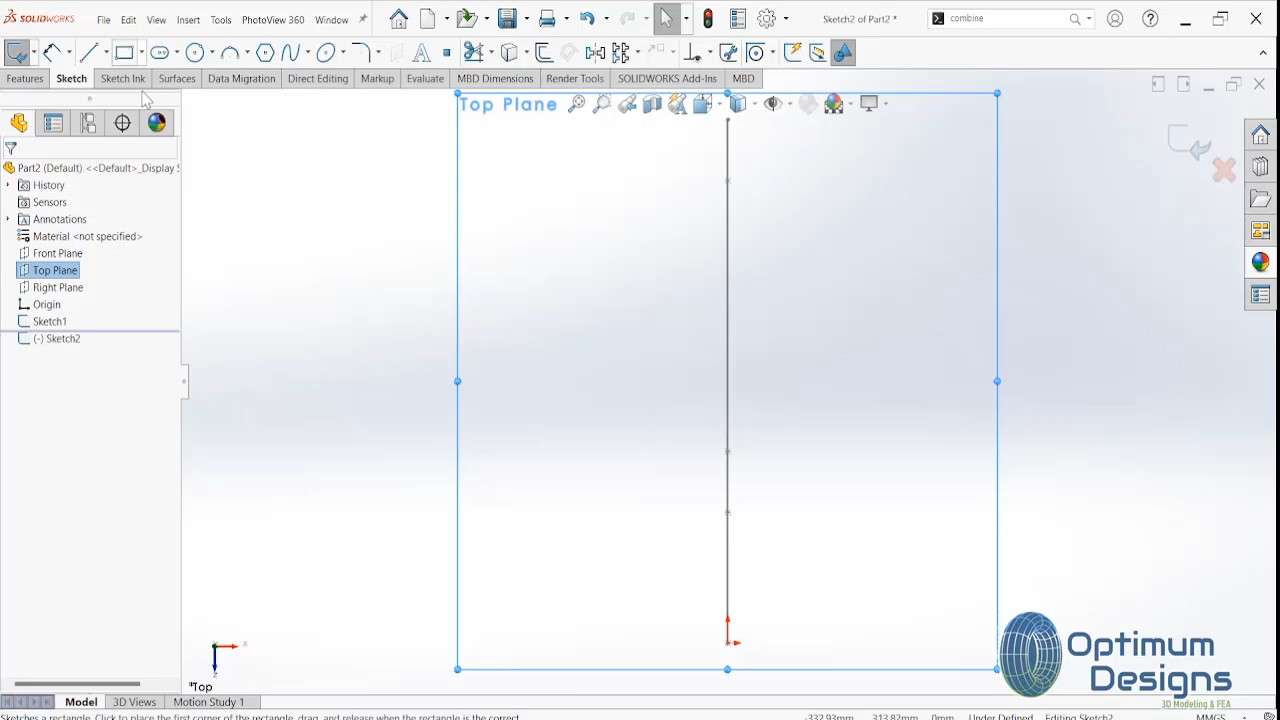 SOLIDWORKS File Edit View Insert Tools PhotoView 360 Window Sketch2 of Part2 * combine
Features Sketch Sketch Ink Surfaces Data Migration Direct Editing Markup Evaluate MBD Dimensions Render Tools SOLIDWORKS Add-Ins MBD
Top Plane
Part2 (Default) <<Default>_Display S
History
Sensors
Annotations
Material <not specified>
Front Plane
Top Plane
Right Plane
Origin
Sketch1
(-) Sketch2
x
z
*Top
Optimum
Designs
3D Modeling & FEA
Model 3D Views Motion Study 1
Sketches a rectangle. Click to place the first corner of the rectangle, drag, and release when the rectangle is the correct -332.93mm 313.82mm 0mm Under Defined Editing Sketch2 MMGS